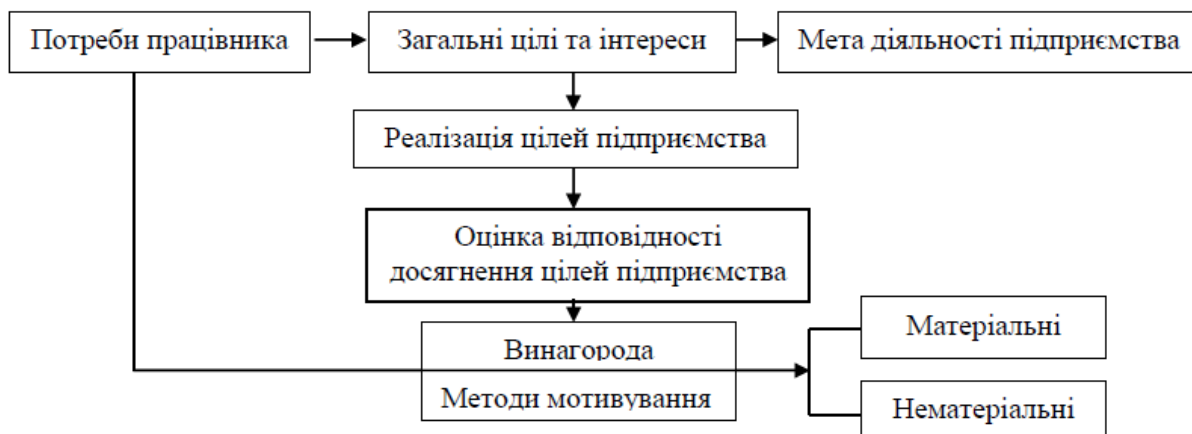 Потреби працівника
Загальні цілі та інтереси
Мета діяльності підприємства
Реалізація цілей підприємства
Оцінка відповідності
досягнення цілей підприємства
Винагорода
Методи мотивування
Матеріальні
Нематеріальні